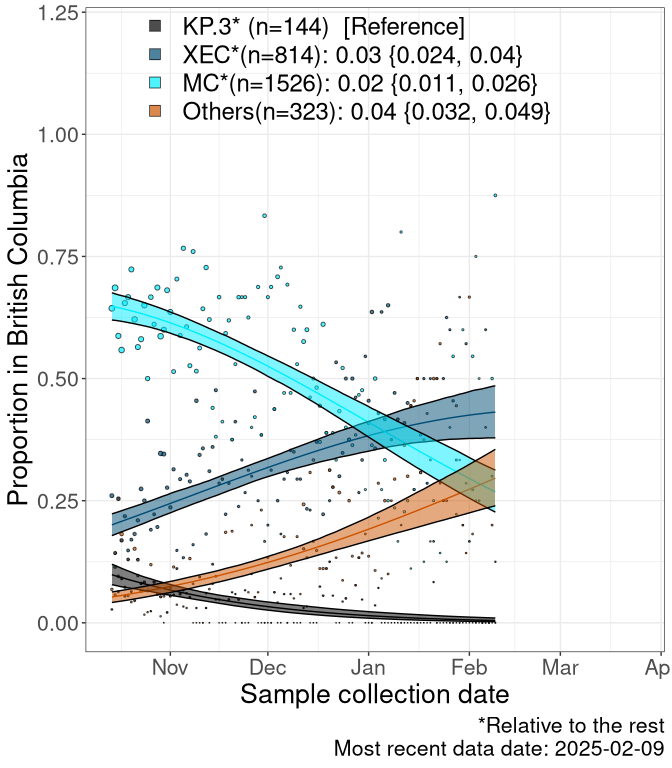 KP.3* (n=144) [Reference]
XEC*(n=814): 0.03 {0.024, 0.04}
MC*(n=1526): 0.02 {0.011, 0.026}
Others(n=323): 0.04 {0.032, 0.049}
Proportion in British Columbia
1.25
1.00
0.75
0.50
0.25
0.00
Nov Dec Jan Feb Mar Ap
Sample collection date
*Relative to the rest
Most recent data date: 2025-02-09